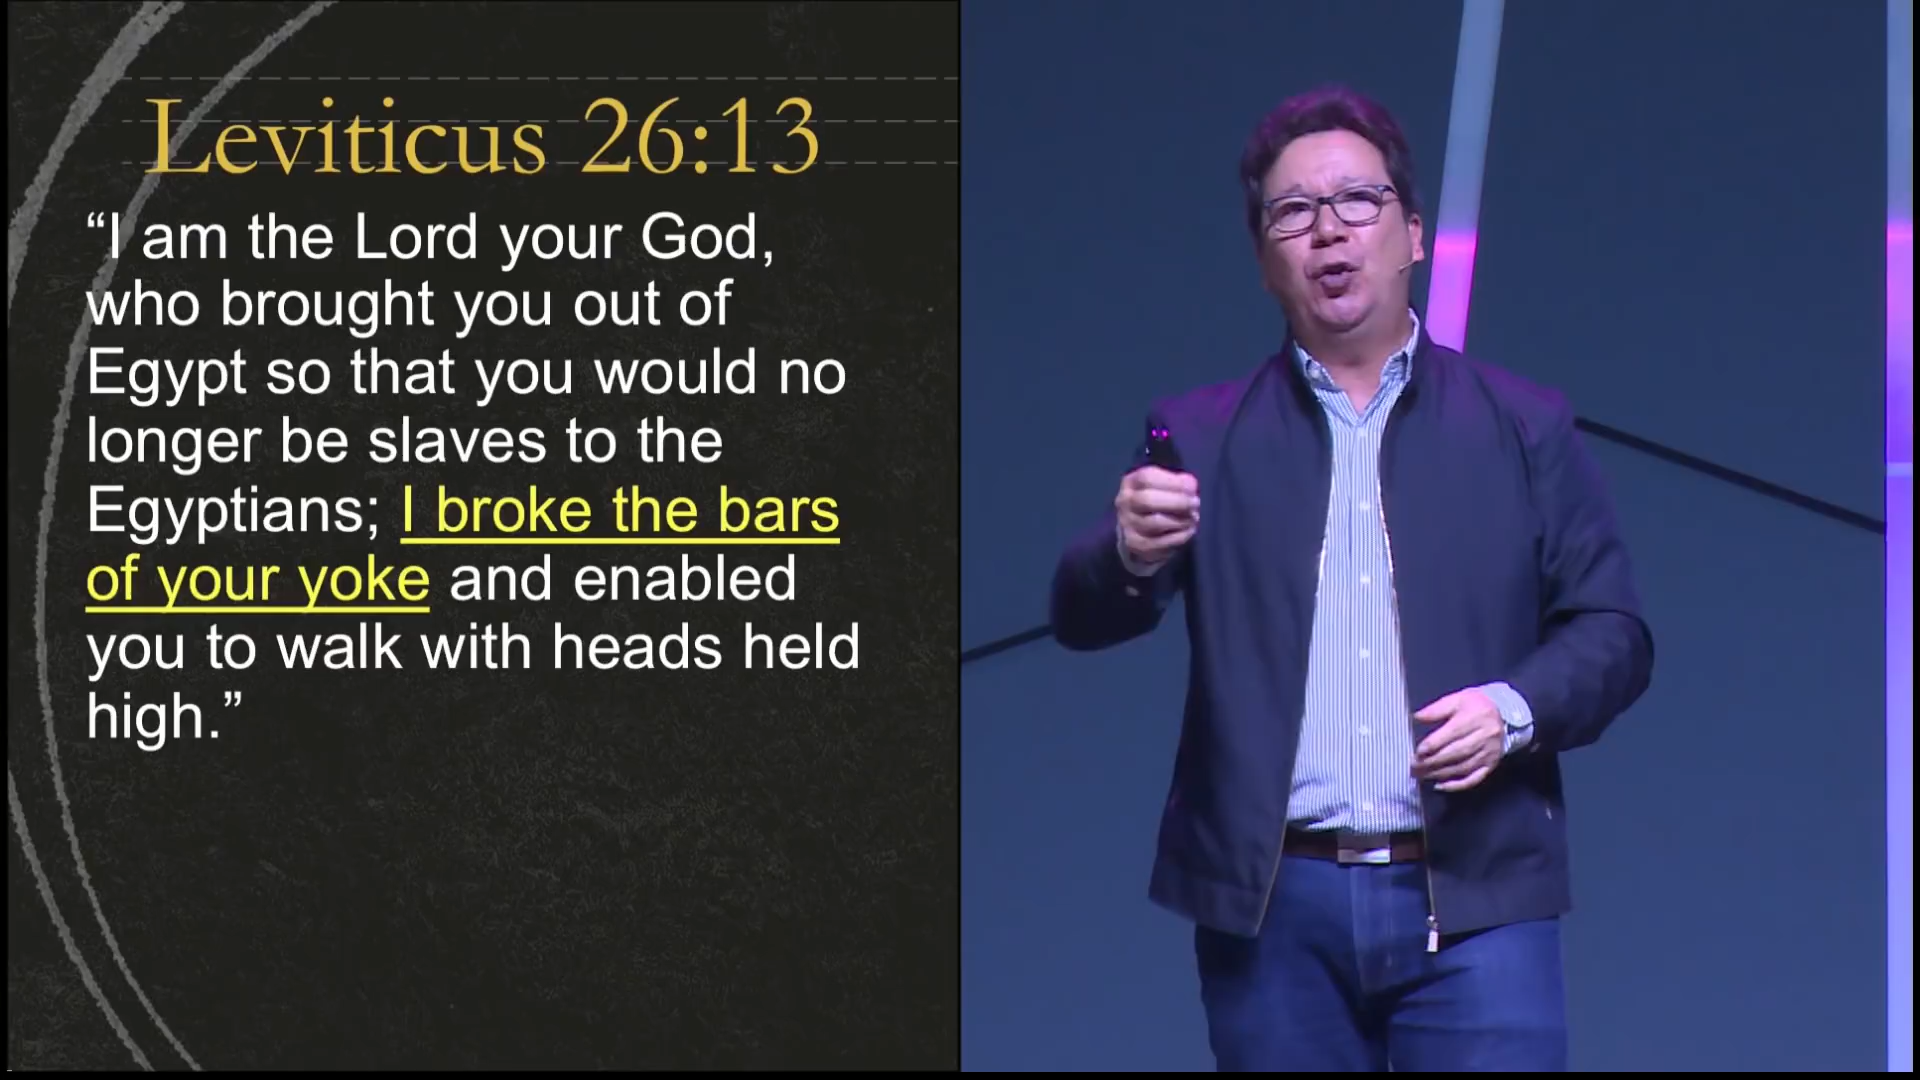 Leviticus 26:13
“I am the Lord your God,
who brought you out of
Egypt so that you would no
longer be slaves to the
Egyptians; I broke the bars
of your yoke and enabled
you to walk with heads held
high.”